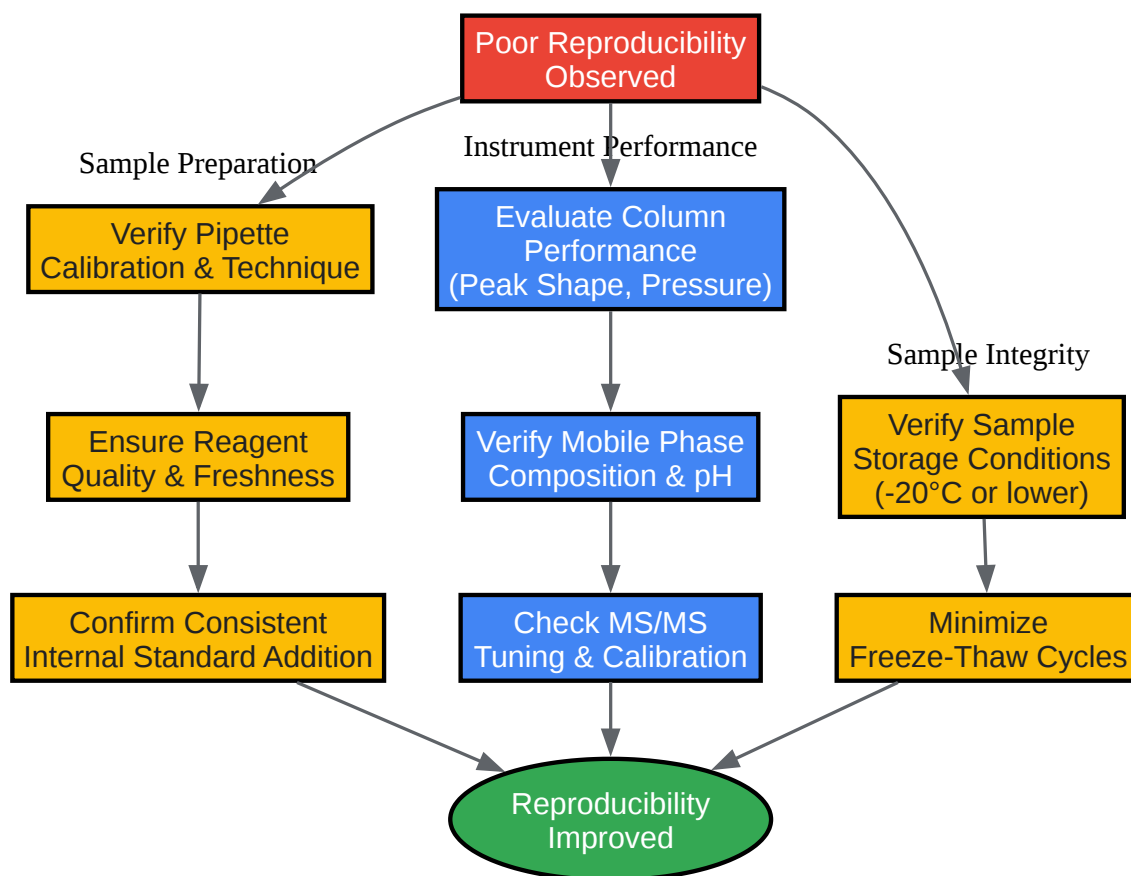 Poor Reproducibility
Observed
Sample Preparation
Instrument Performance
Verify Pipette
Calibration & Technique
Evaluate Column
Performance
(Peak Shape, Pressure)
Sample Integrity
Ensure Reagent
Quality & Freshness
Verify Mobile Phase
Composition & pH
Verify Sample
Storage Conditions
(-20°C or lower)
Confirm Consistent
Internal Standard Addition
Check MS/MS
Tuning & Calibration
Minimize
Freeze-Thaw Cycles
Reproducibility
Improved